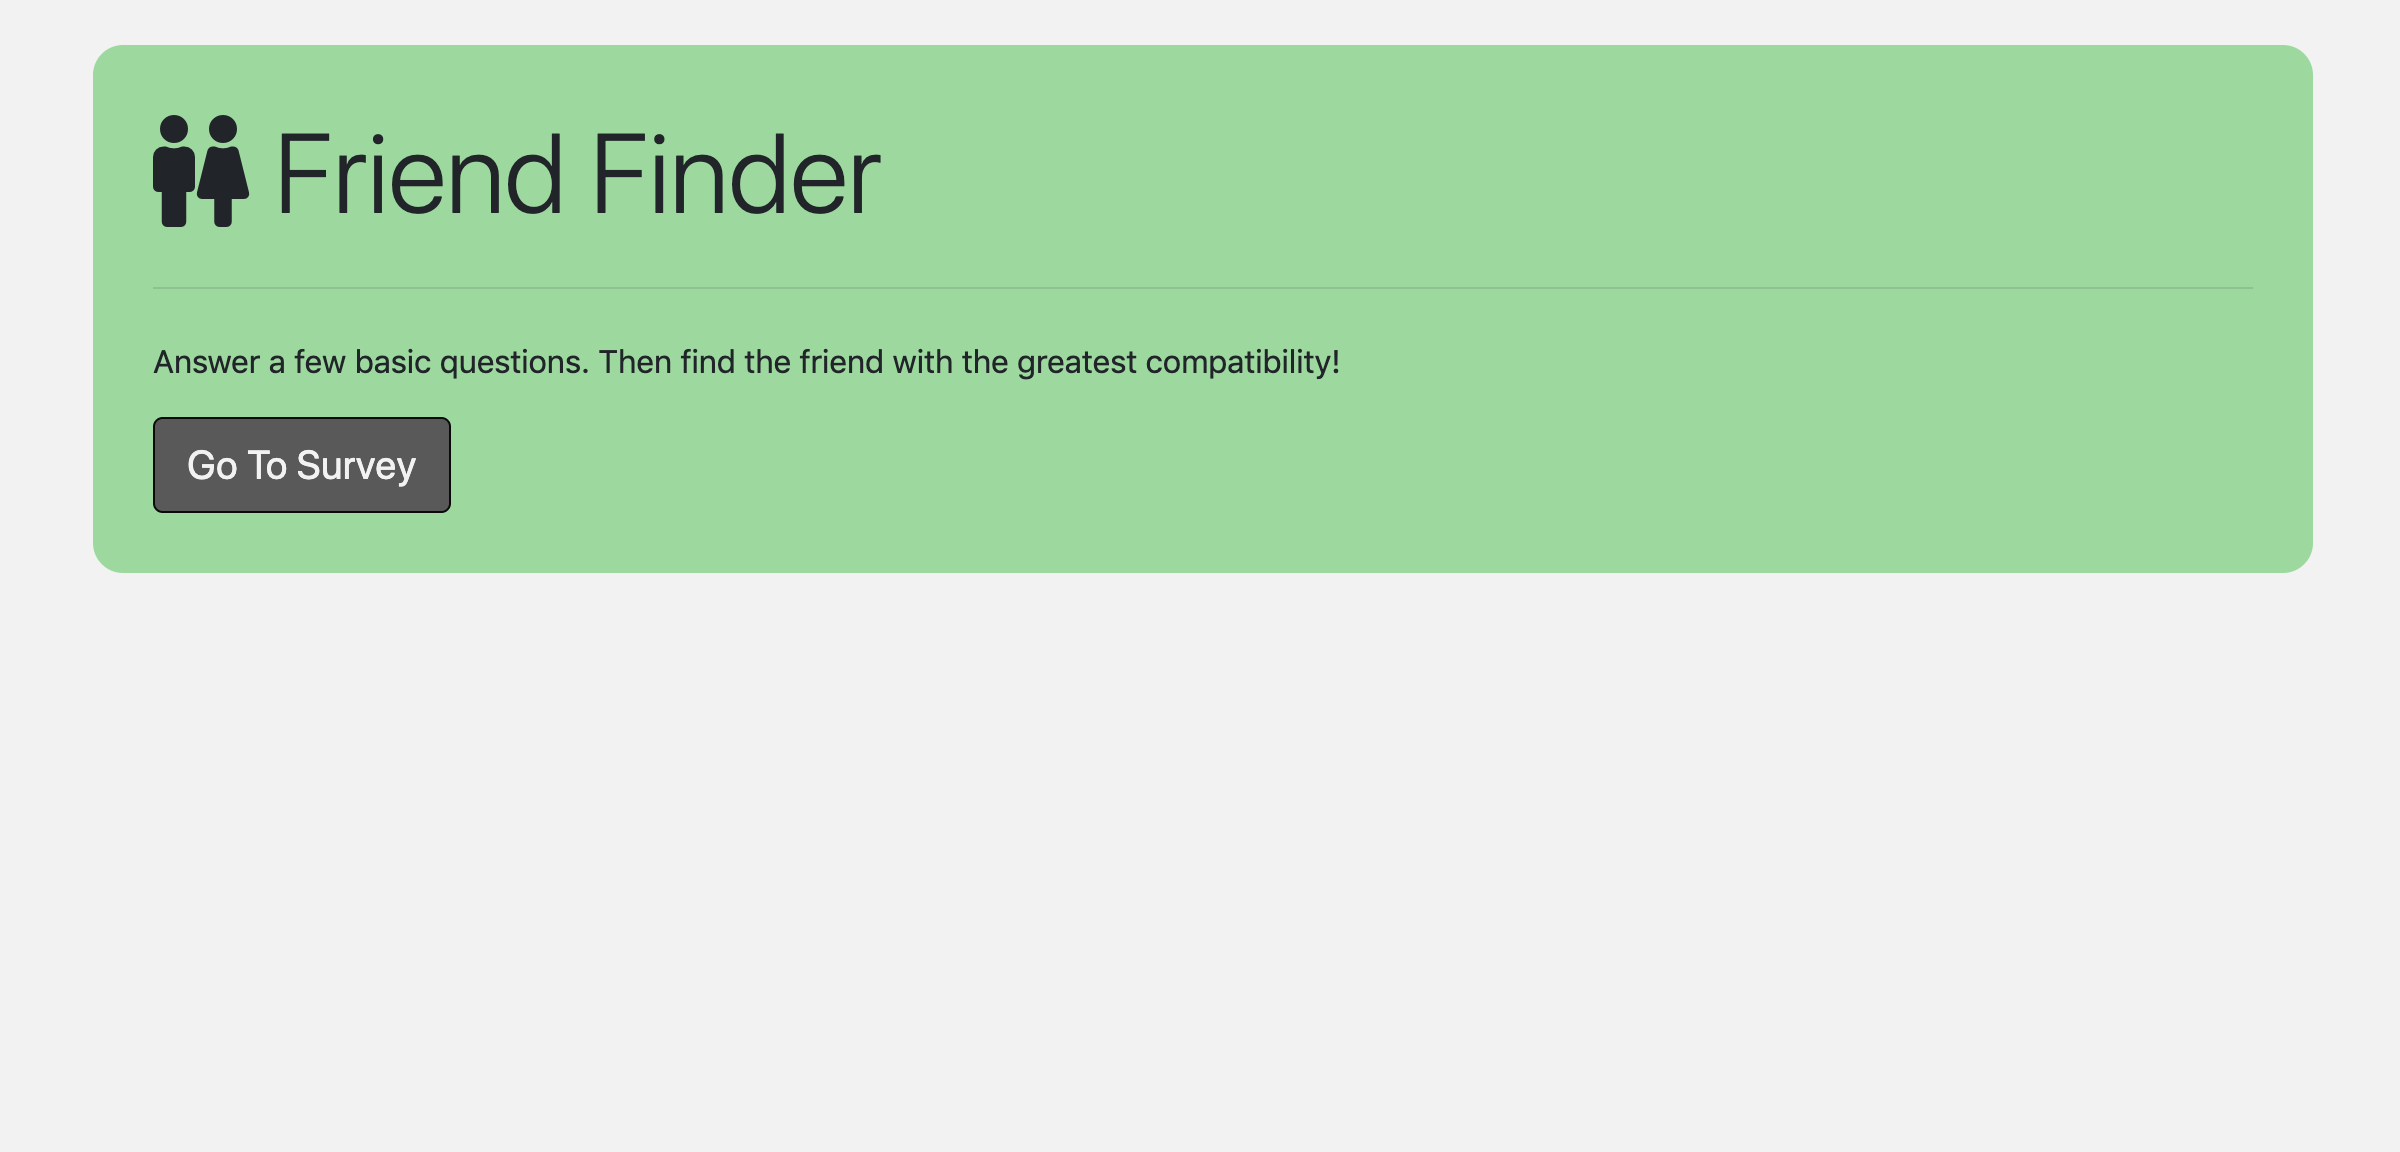 Friend Finder
Answer a few basic questions. Then find the friend with the greatest compatibility!
Go To Survey